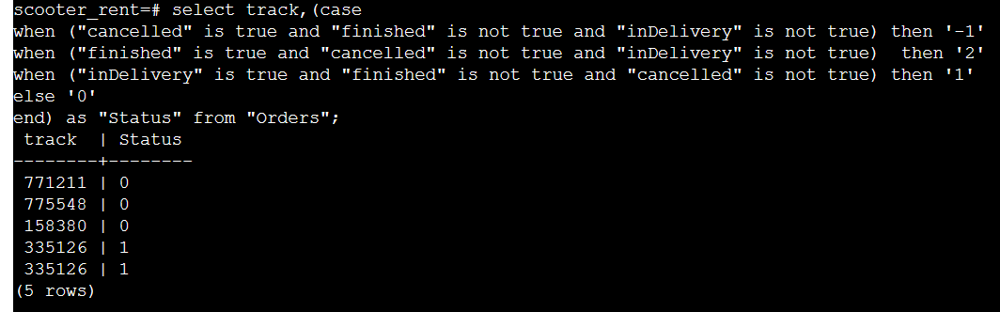 scooter_rent=# select track,(case
when ("cancelled" is true and "finished" is not true and "inDelivery" is not true) then '-1'
when ("finished" is true and "cancelled" is not true and "inDelivery" is not true)  then '2'
when ("inDelivery" is true and "finished" is not true and "cancelled" is not true) then '1'
else '0'
end) as "Status" from "Orders";
 track  | Status
--------+--------
 771211 | 0
 775548 | 0
 158380 | 0
 335126 | 1
 335126 | 1
(5 rows)